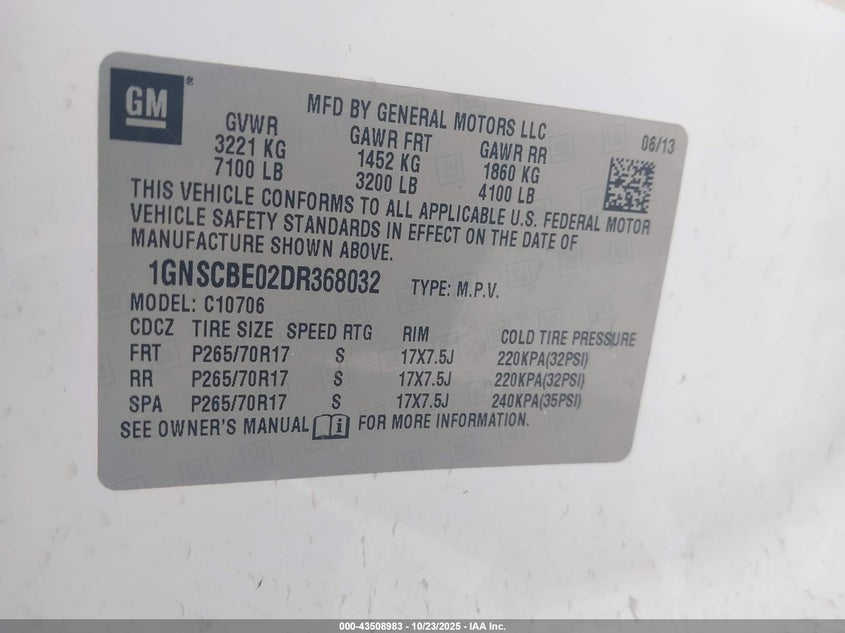 GM
MFD BY GENERAL MOTORS LLC
06/13
GVWR GAWR FRT GAWR RR
3221 KG 1452 KG 1860 KG
7100 LB 3200 LB 4100 LB
THIS VEHICLE CONFORMS TO ALL APPLICABLE U.S. FEDERAL MOTOR
VEHICLE SAFETY STANDARDS IN EFFECT ON THE DATE OF
MANUFACTURE SHOWN ABOVE.
1GNSCBE02DR368032 TYPE: M.P.V.
MODEL: C10706
CDCZ TIRE SIZE SPEED RTG RIM COLD TIRE PRESSURE
FRT P265/70R17 S 17X7.5J 220KPA(32PSI)
RR P265/70R17 S 17X7.5J 220KPA(32PSI)
SPA P265/70R17 S 17X7.5J 240KPA(35PSI)
SEE OWNER'S MANUAL i FOR MORE INFORMATION.
000-43508983 - 10/23/2025 - IAA Inc.